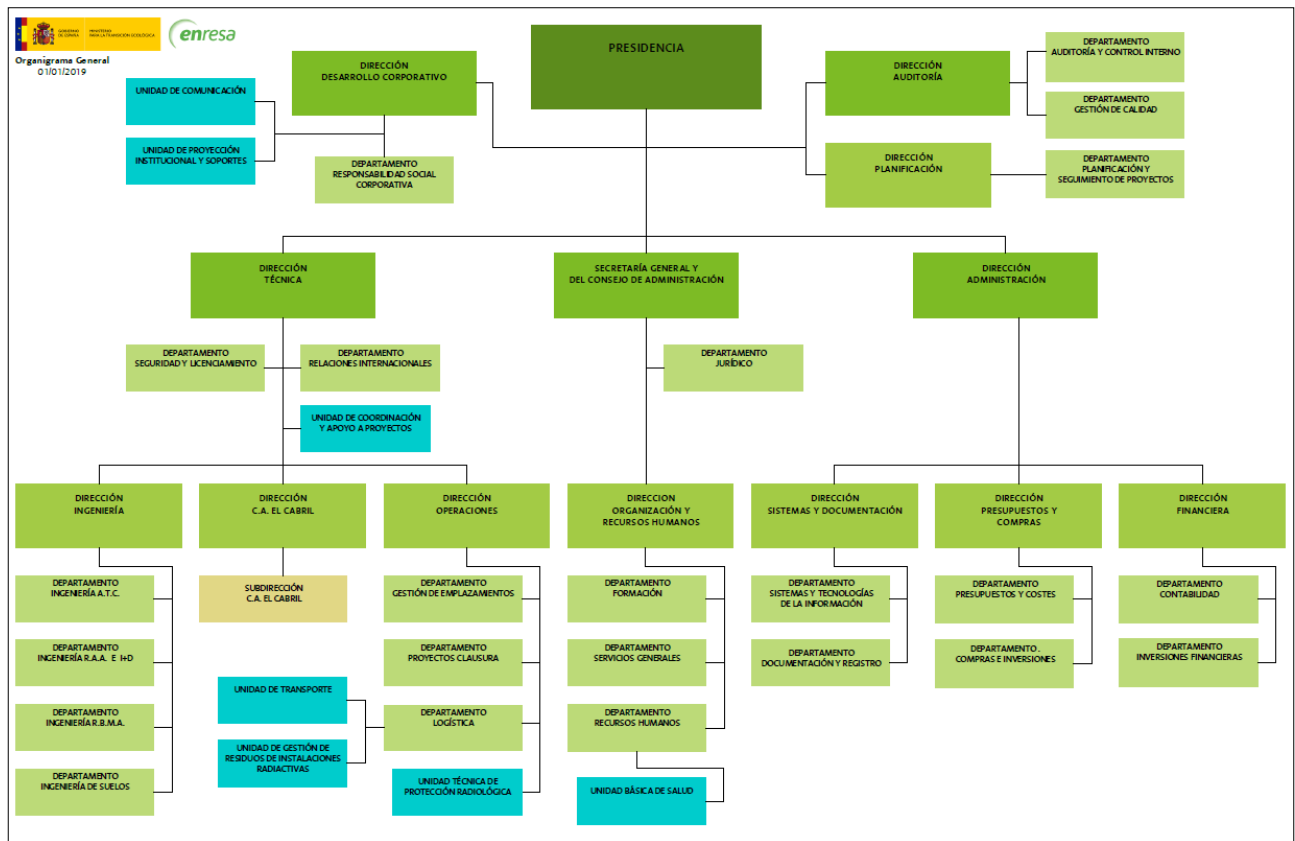 GOBIERNO
DE ESPAÑA
MINISTERIO
PARA LA TRANSICIÓN ECOLÓGICA
enresa
Organigrama General
01/01/2019
PRESIDENCIA
DIRECCIÓN
DESARROLLO CORPORATIVO
UNIDAD DE COMUNICACIÓN
UNIDAD DE PROYECCIÓN
INSTITUCIONAL Y SOPORTES
DEPARTAMENTO
RESPONSABILIDAD SOCIAL
CORPORATIVA
DIRECCIÓN
AUDITORÍA
DEPARTAMENTO
AUDITORÍA Y CONTROL INTERNO
DEPARTAMENTO
GESTIÓN DE CALIDAD
DIRECCIÓN
PLANIFICACIÓN
DEPARTAMENTO
PLANIFICACIÓN Y
SEGUIMIENTO DE PROYECTOS
DIRECCIÓN
TÉCNICA
SECRETARÍA GENERAL Y
DEL CONSEJO DE ADMINISTRACIÓN
DIRECCIÓN
ADMINISTRACIÓN
DEPARTAMENTO
SEGURIDAD Y LICENCIAMIENTO
DEPARTAMENTO
RELACIONES INTERNACIONALES
DEPARTAMENTO
JURÍDICO
UNIDAD DE COORDINACIÓN
Y APOYO A PROYECTOS
DIRECCIÓN
INGENIERÍA
DIRECCIÓN
C.A. EL CABRIL
DIRECCIÓN
OPERACIONES
DIRECCION
ORGANIZACIÓN Y
RECURSOS HUMANOS
DIRECCIÓN
SISTEMAS Y DOCUMENTACIÓN
DIRECCIÓN
PRESUPUESTOS Y
COMPRAS
DIRECCIÓN
FINANCIERA
DEPARTAMENTO
INGENIERÍA A.T.C.
SUBDIRECCIÓN
C.A. EL CABRIL
DEPARTAMENTO
GESTIÓN DE EMPLAZAMIENTOS
DEPARTAMENTO
FORMACIÓN
DEPARTAMENTO
SISTEMAS Y TECNOLOGÍAS
DE LA INFORMACIÓN
DEPARTAMENTO
PRESUPUESTOS Y COSTES
DEPARTAMENTO
CONTABILIDAD
DEPARTAMENTO
INGENIERÍA R.A.A. E I+D
DEPARTAMENTO
PROYECTOS CLAUSURA
DEPARTAMENTO
SERVICIOS GENERALES
DEPARTAMENTO
DOCUMENTACIÓN Y REGISTRO
DEPARTAMENTO .
COMPRAS E INVERSIONES
DEPARTAMENTO
INVERSIONES FINANCIERAS
UNIDAD DE TRANSPORTE
DEPARTAMENTO
INGENIERÍA R.B.M.A.
DEPARTAMENTO
LOGÍSTICA
DEPARTAMENTO
RECURSOS HUMANOS
UNIDAD DE GESTIÓN DE
RESIDUOS DE INSTALACIONES
RADIACTIVAS
DEPARTAMENTO
INGENIERÍA DE SUELOS
UNIDAD TÉCNICA DE
PROTECCIÓN RADIOLÓGICA
UNIDAD BÁSICA DE SALUD